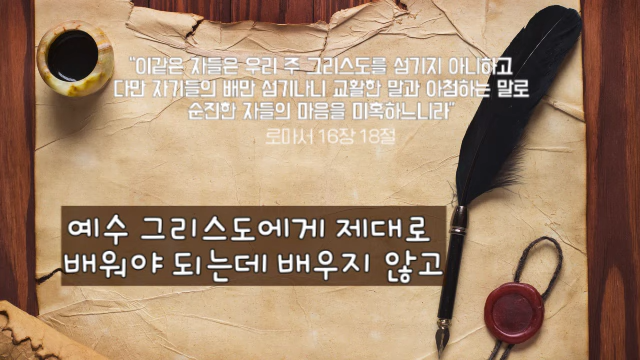 "이같은 자들은 우리 주 그리스도를 섬기지 아니하고
다만 자기들의 배만 섬기나니 교활한 말과 아첨하는 말로
순진한 자들의 마음을 미혹하느니라"
로마서 16장 18절
예수 그리스도에게 제대로
배워야 되는데 배우지 않고